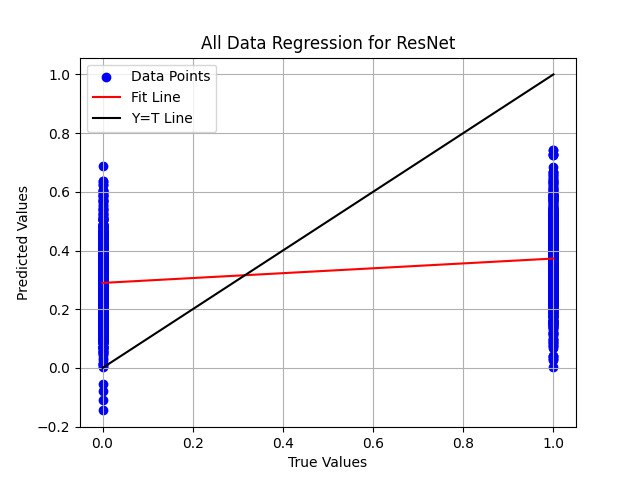 All Data Regression for ResNet
Data Points
Fit Line
Y=T Line
1.0
0.8
0.6
0.4
0.2
0.0
−0.2
Predicted Values
0.0 0.2 0.4 0.6 0.8 1.0
True Values